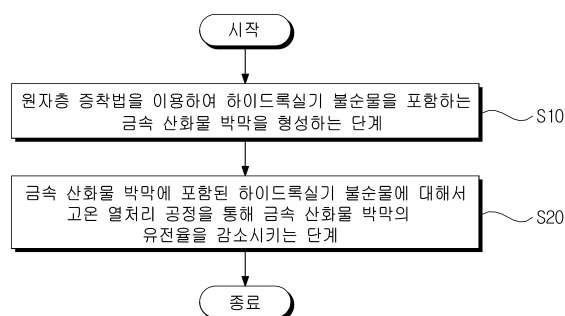 시작
원자층 증착법을 이용하여 하이드록실기 불순물을 포함하는
금속 산화물 박막을 형성하는 단계
S10
금속 산화물 박막에 포함된 하이드록실기 불순물에 대해서
고온 열처리 공정을 통해 금속 산화물 박막의
유전율을 감소시키는 단계
S20
종료